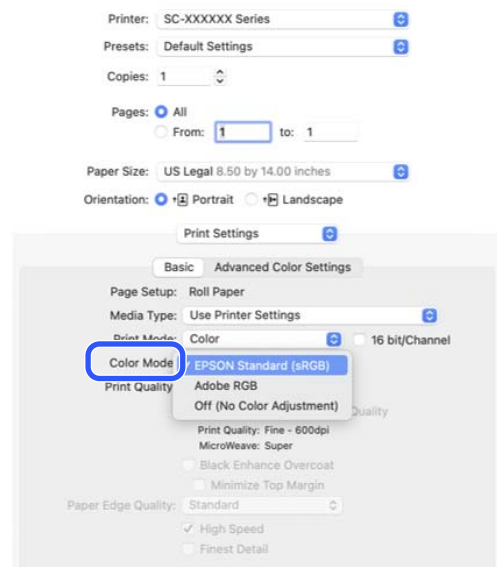 Printer: SC-XXXXXX Series
Presets: Default Settings
Copies: 1
Pages: All
From: 1 to: 1
Paper Size: US Legal 8.50 by 14.00 inches
Orientation: Portrait Landscape
Print Settings
Basic Advanced Color Settings
Page Setup: Roll Paper
Media Type: Use Printer Settings
Print Mode: Color 16 bit/Channel
Color Mode ✓ EPSON Standard (sRGB)
Print Quality Adobe RGB
Off (No Color Adjustment)
Quality
Print Quality: Fine - 600dpi
MicroWeave: Super
Black Enhance Overcoat
Minimize Top Margin
Paper Edge Quality: Standard
High Speed
Finest Detail